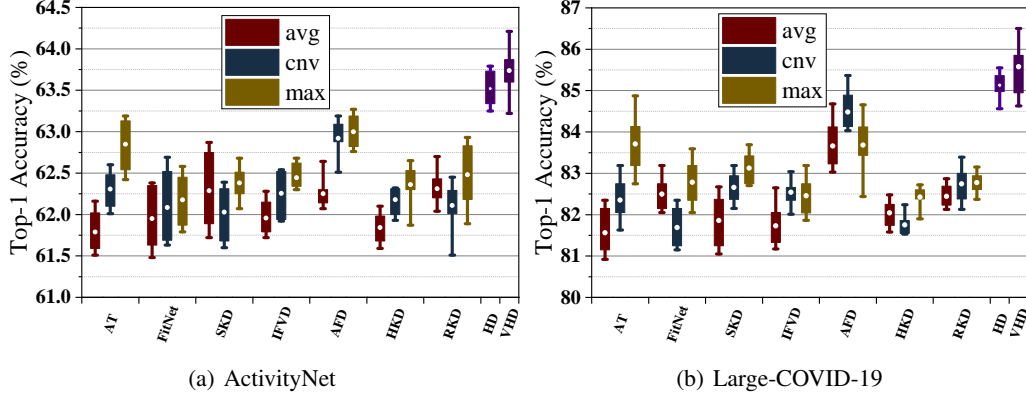 Top-1 Accuracy (%)
64.5
64.0
63.5
63.0
62.5
62.0
61.5
61.0
avg
cnv
max
AT
FitNet
SKD
IFVD
AFD
HKD
RKD
HD
VHD
(a) ActivityNet
Top-1 Accuracy (%)
87
86
85
84
83
82
81
80
avg
cnv
max
AT
FitNet
SKD
IFVD
AFD
HKD
RKD
HD
VHD
(b) Large-COVID-19